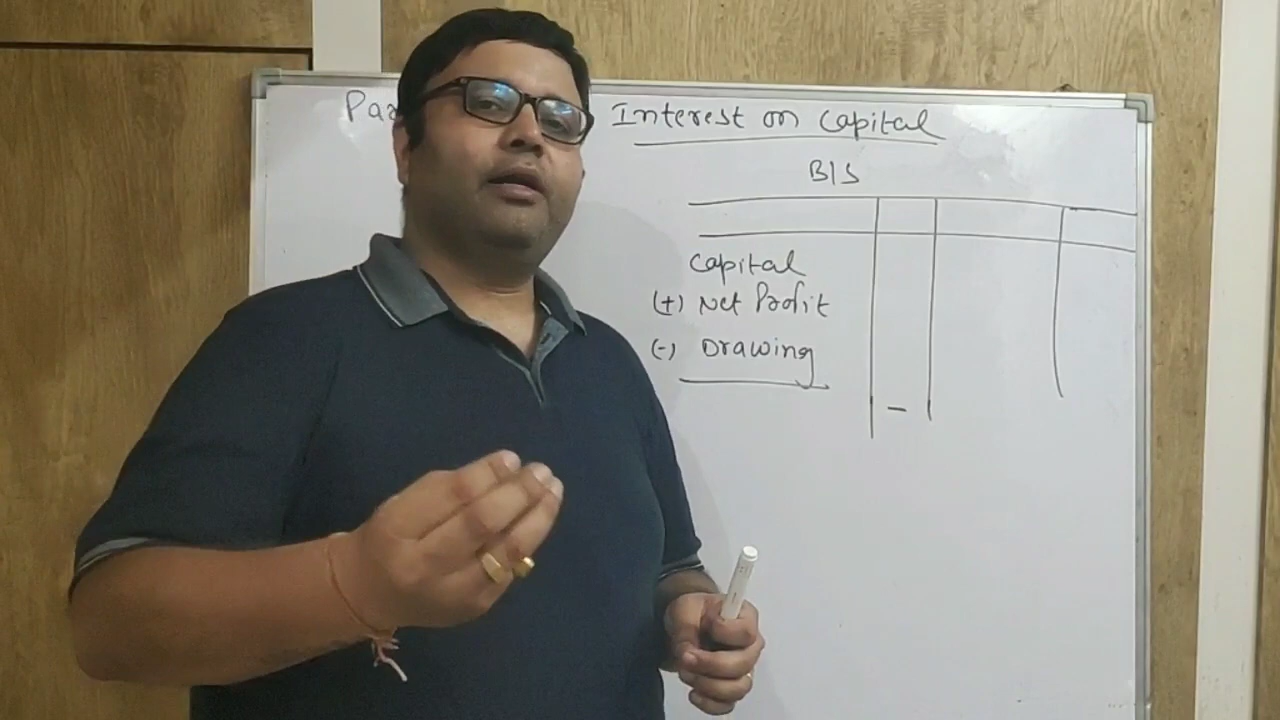 Interest on Capital
B/S
Capital
(+) Net Profit
(-) Drawing
-